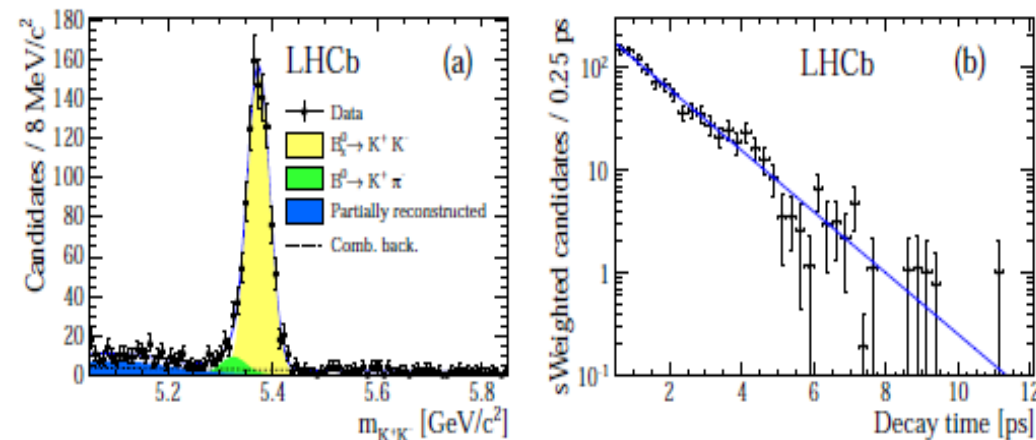 Candidates / 8 MeV/c²
180
160
140
120
100
80
60
40
20
0
LHCb
(a)
Data
B⁰ₛ→ K⁺ K⁻
B⁰→ K⁺ π⁻
Partially reconstructed
Comb. back.
5.2
5.4
5.6
5.8
m_K⁺K⁻ [GeV/c²]
sWeighted candidates / 0.25 ps
10²
10
1
10⁻¹
LHCb
(b)
2
4
6
8
10
12
Decay time [ps]